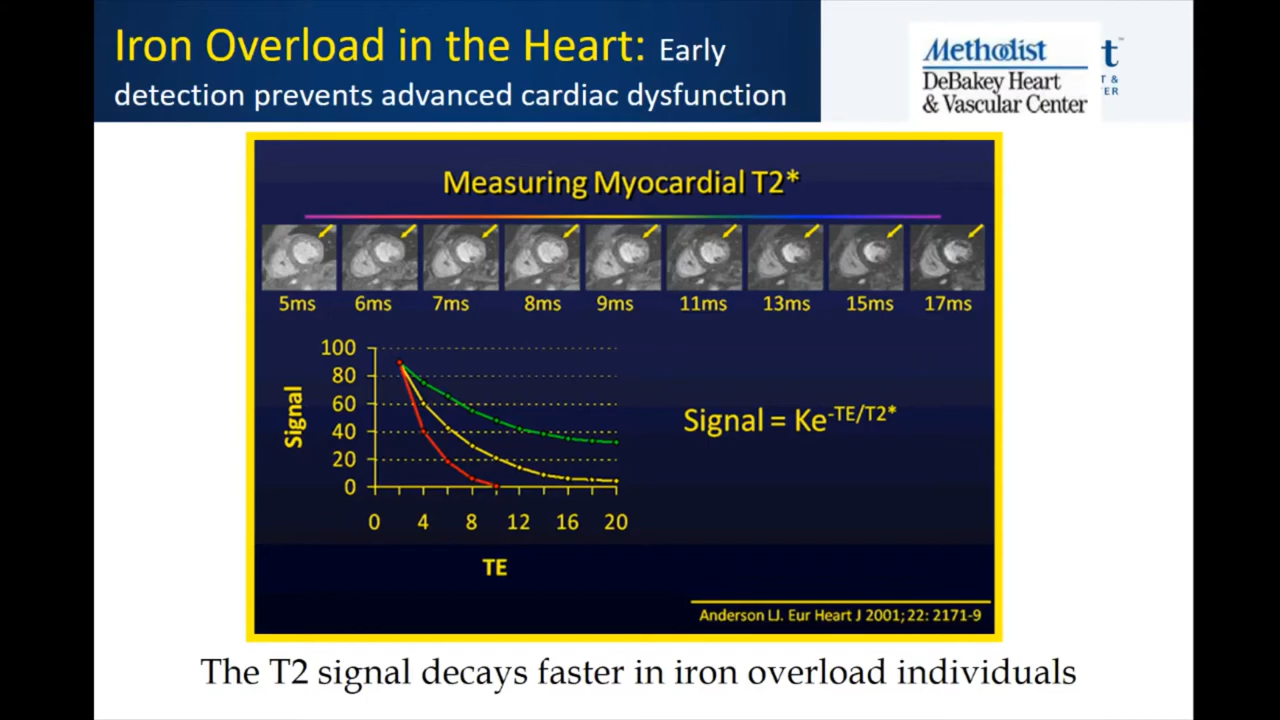 Iron Overload in the Heart: Early
detection prevents advanced cardiac dysfunction
Methodist
DeBakey Heart
& Vascular Center
t
T &
ER
Measuring Myocardial T2*
5ms 6ms 7ms 8ms 9ms 11ms 13ms 15ms 17ms
100
80
60
40
20
0
Signal
0 4 8 12 16 20
TE
Signal = Ke-TE/T2*
Anderson LJ. Eur Heart J 2001; 22: 2171-9
The T2 signal decays faster in iron overload individuals